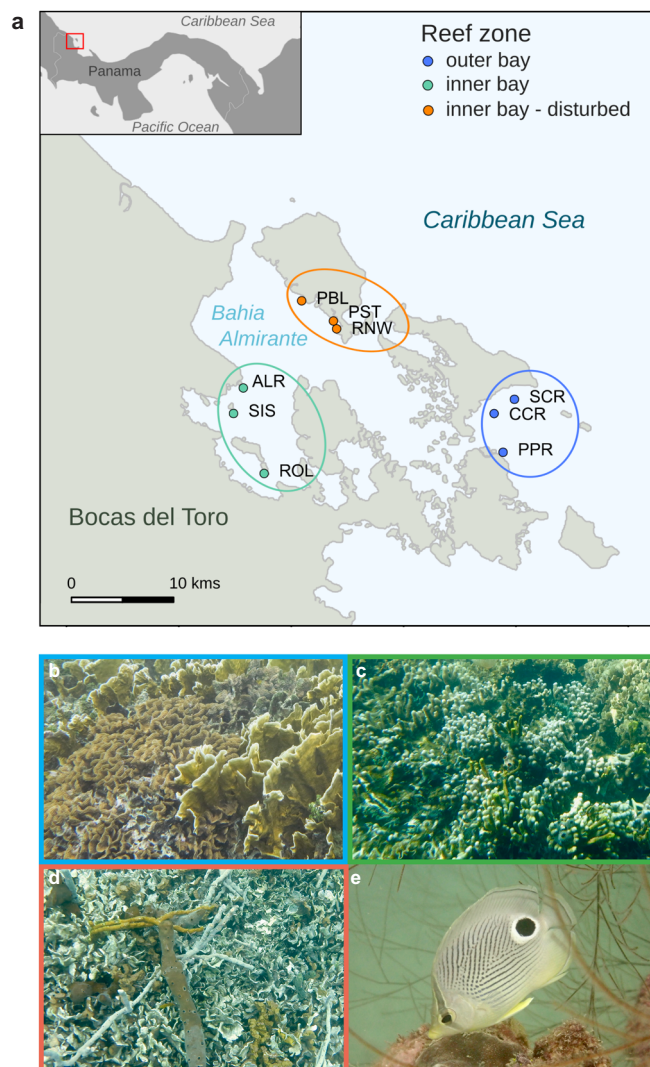 a
Caribbean Sea
Panama
Pacific Ocean
Reef zone
outer bay
inner bay
inner bay - disturbed
Caribbean Sea
Bahia
Almirante
PBL
PST
RNW
ALR
SIS
ROL
SCR
CCR
PPR
Bocas del Toro
0 10 kms
b
c
d
e